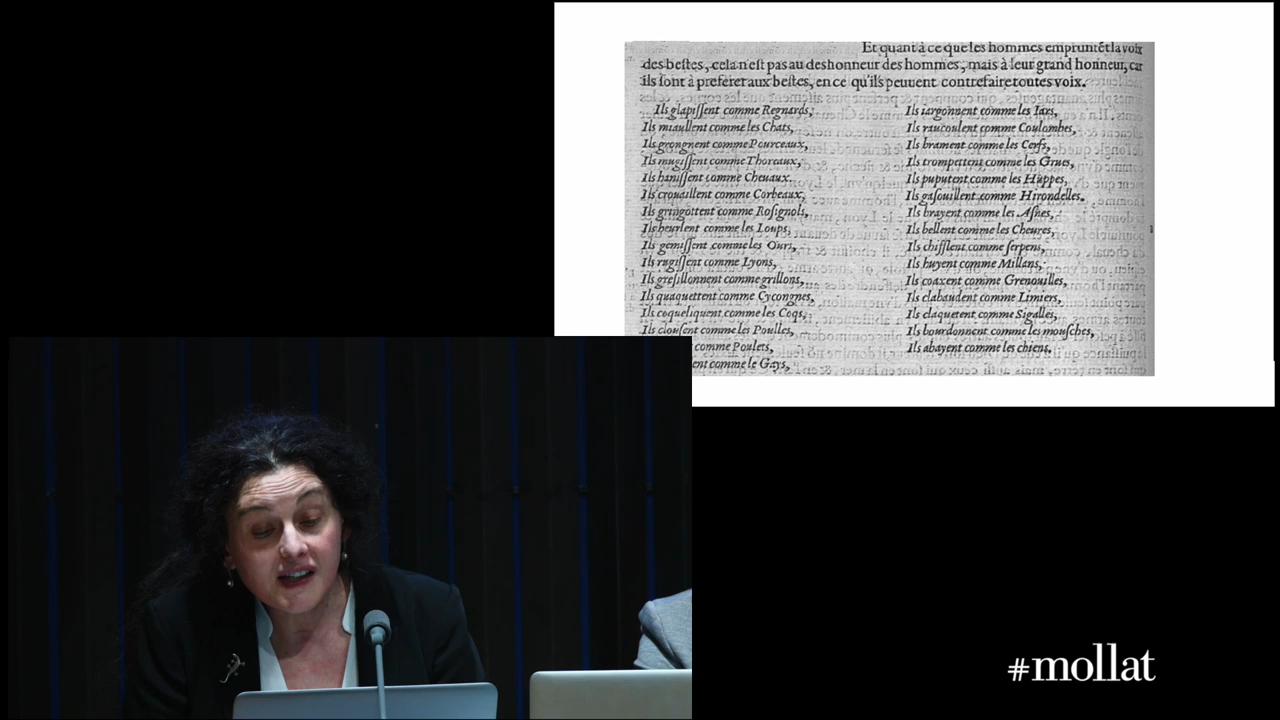 Et quant à ce que les hommes empruntēt la voix
des bestes, cela n'est pas au deshonneur des hommes, mais à leur grand honneur, car
ils sont à preferer aux bestes, en ce qu'ils peuuent contrefaire toutes voix.
Ils glapissent comme Regnards,
Ils miaullent comme les Chats,
Ils grongnent comme Pourceaux,
Ils mugissent comme Thoreaux,
Ils hanissent comme Cheuaux.
Ils crouaillent comme Corbeaux,
Ils gringottent comme Rosignols,
Ils heurlent comme les Loups,
Ils gemissent comme les Ours,
Ils rugissent comme Lyons,
Ils gresillonnent comme grillons,
Ils quaquettent comme Cycongnes,
Ils coqueliquent comme les Coqs,
Ils clousent comme les Poulles,
comme Poulets,
ent comme le Gays,
Ils iargonnent comme les Iars,
Ils raucoulent comme Coulombes,
Ils brament comme les Cerfs,
Ils trompettent comme les Grues,
Ils puputent comme les Hüppes,
Ils gasouillent comme Hirondelles.
Ils brayent comme les Asnes,
Ils bellent comme les Cheures,
Ils chifflent comme serpens,
Ils huyent comme Millans,
Ils coaxent comme Grenouilles,
Ils clabaudent comme Limiers,
Ils claquetent comme Sigalles,
Ils bourdonnent comme les mousches,
Ils abayent comme les chiens.
#mollat